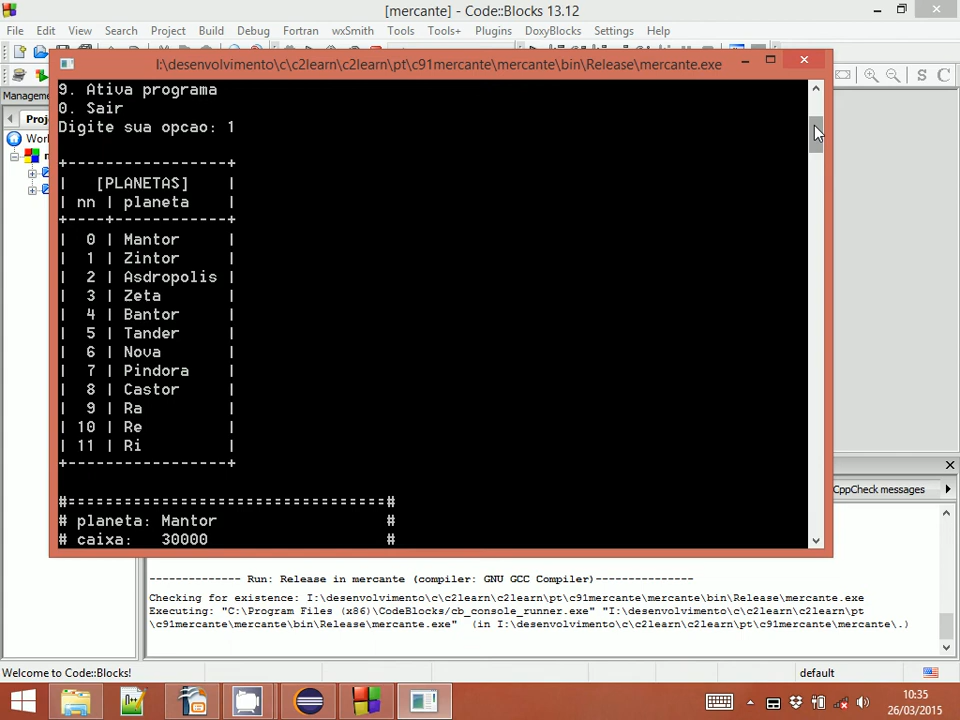 [mercante] - Code::Blocks 13.12
File Edit View Search Project Build Debug Fortran wxSmith Tools Tools+ Plugins DoxyBlocks Settings Help
I:\desenvolvimento\c\c2learn\c2learn\pt\c91mercante\mercante\bin\Release\mercante.exe
S C
Manageme
Proj
Work
9. Ativa programa
0. Sair
Digite sua opcao: 1
+-----------------+
| [PLANETAS] |
| nn | planeta
+----+------------+
| 0 | Mantor |
| 1 | Zintor |
| 2 | Asdropolis |
| 3 | Zeta |
| 4 | Bantor |
| 5 | Tander |
| 6 | Nova |
| 7 | Pindora |
| 8 | Castor |
| 9 | Ra |
| 10 | Re |
| 11 | Ri |
+-----------------+
#==================================#
# planeta: Mantor #
# caixa: 30000 #
CppCheck messages
-------------- Run: Release in mercante (compiler: GNU GCC Compiler)---------------
Checking for existence: I:\desenvolvimento\c\c2learn\c2learn\pt\c91mercante\mercante\bin\Release\mercante.exe
Executing: "C:\Program Files (x86)\CodeBlocks/cb_console_runner.exe" "I:\desenvolvimento\c\c2learn\c2learn\pt
\c91mercante\mercante\bin\Release\mercante.exe" (in I:\desenvolvimento\c\c2learn\c2learn\pt\c91mercante\mercante\.)
Welcome to Code::Blocks!
default
10:35
26/03/2015